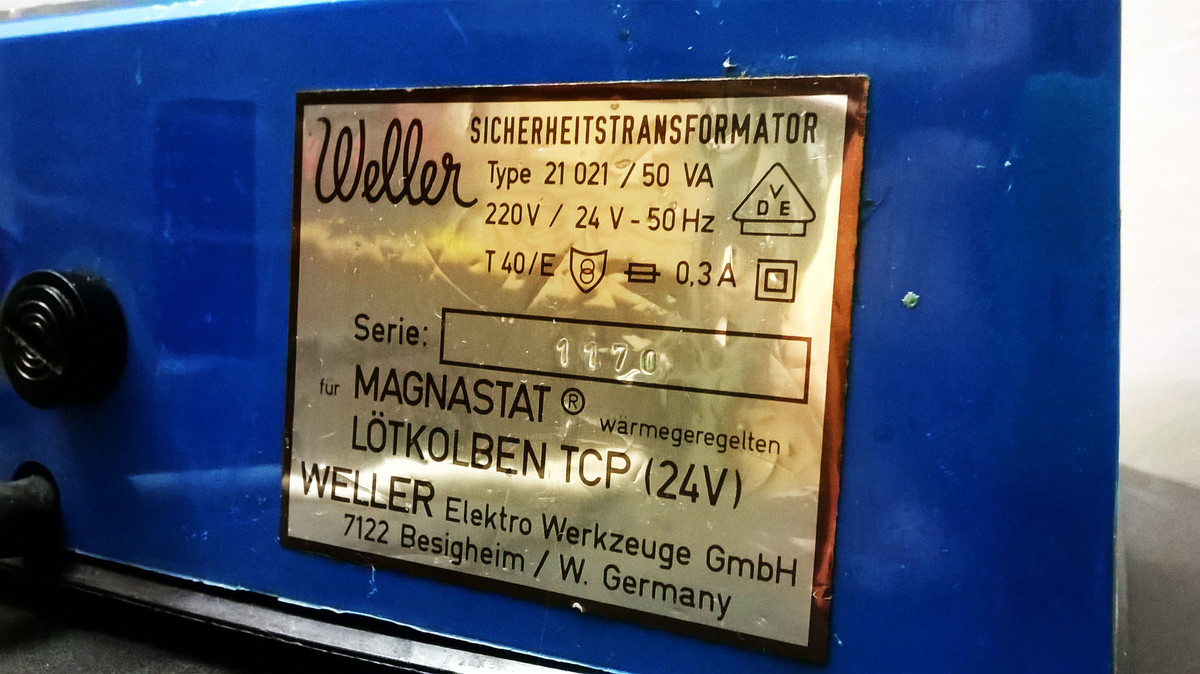 Weller SICHERHEITSTRANSFORMATOR
Type 21 021 / 50 VA
220V / 24 V - 50 Hz
VDE
T 40/E 8 0,3 A
Serie: 1170
für MAGNASTAT ® wärmegeregelten
LÖTKOLBEN TCP (24V)
WELLER Elektro Werkzeuge GmbH
7122 Besigheim / W. Germany